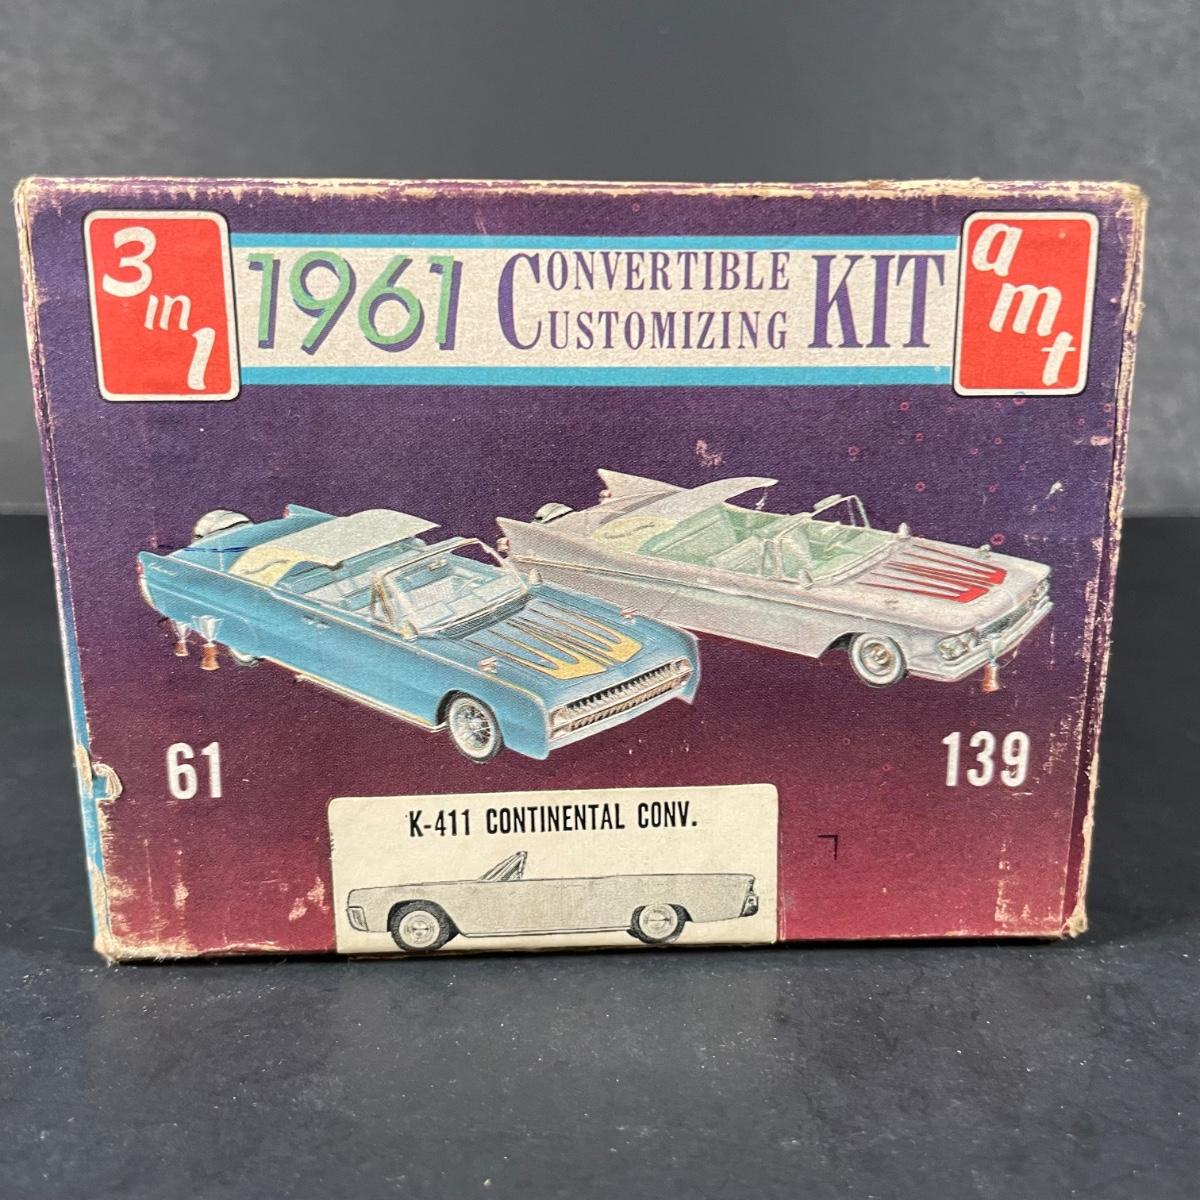 3 in 1
1961 CONVERTIBLE CUSTOMIZING KIT
amt
61
139
K-411 CONTINENTAL CONV.